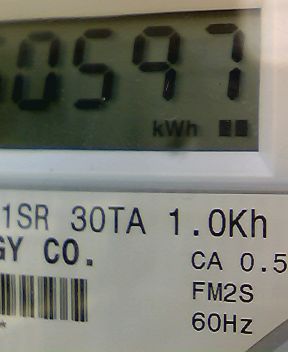 0597
kWh
1SR 30TA 1.0Kh
GY CO.
CA 0.5
FM2S
60Hz